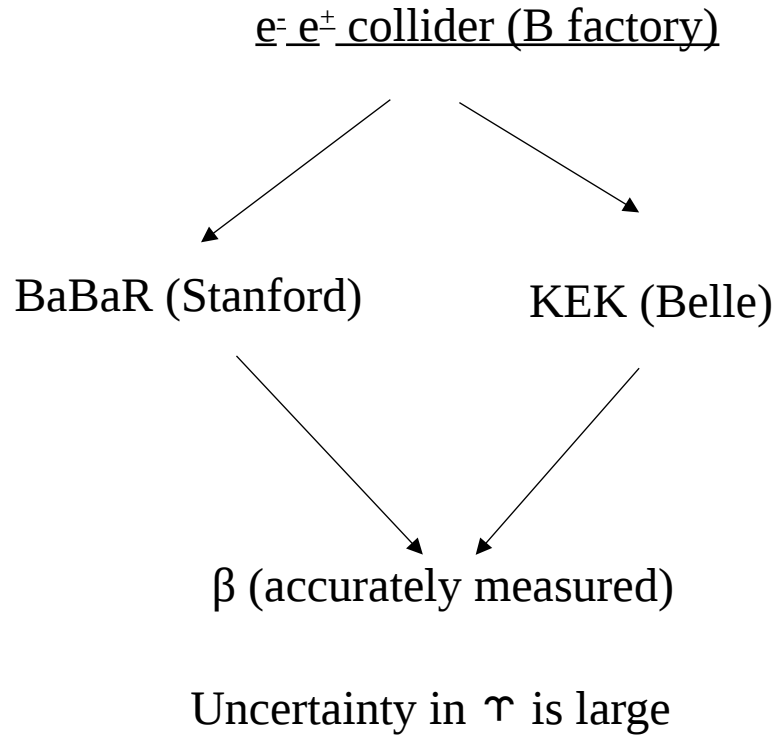 e⁻ e⁺ collider (B factory)
BaBaR (Stanford)
KEK (Belle)
β (accurately measured)
Uncertainty in ϒ is large